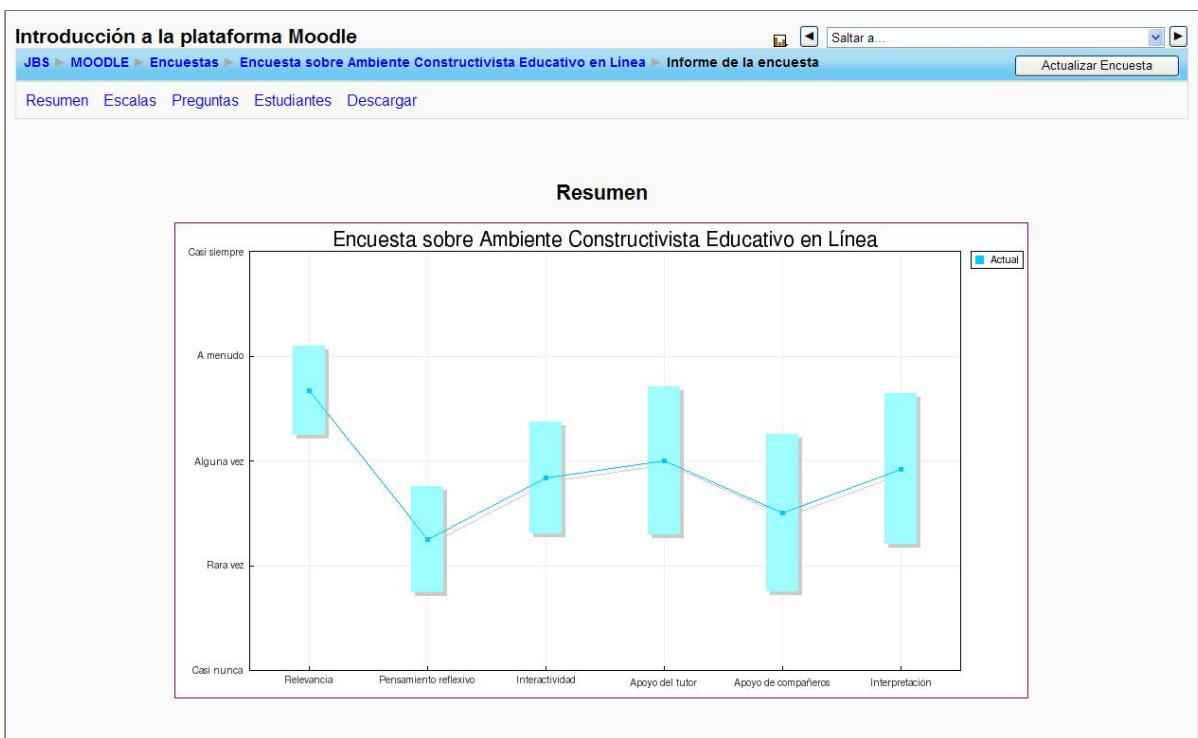 Introducción a la plataforma Moodle
Saltar a...
JBS ► MOODLE ► Encuestas ► Encuesta sobre Ambiente Constructivista Educativo en Línea ► Informe de la encuesta
Actualizar Encuesta
Resumen Escalas Preguntas Estudiantes Descargar
Resumen
Encuesta sobre Ambiente Constructivista Educativo en Línea
Casi siempre
Actual
A menudo
Alguna vez
Rara vez
Casi nunca
Relevancia Pensamiento reflexivo Interactividad Apoyo del tutor Apoyo de compañeros Interpretación